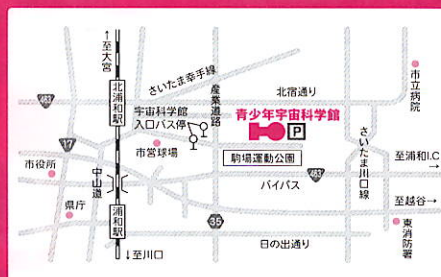 ↑至大宮
さいたま幸手線
産業道路
北宿通り
市立病院
463
北浦和駅
宇宙科学館
入口バス停
青少年宇宙科学館
P
さいたま川口線
17
市営球場
駒場運動公園
至浦和I.C
→
市役所
中山道
463
バイパス
県庁
浦和駅
35
至越谷→
東消防署
日の出通り
↓至川口